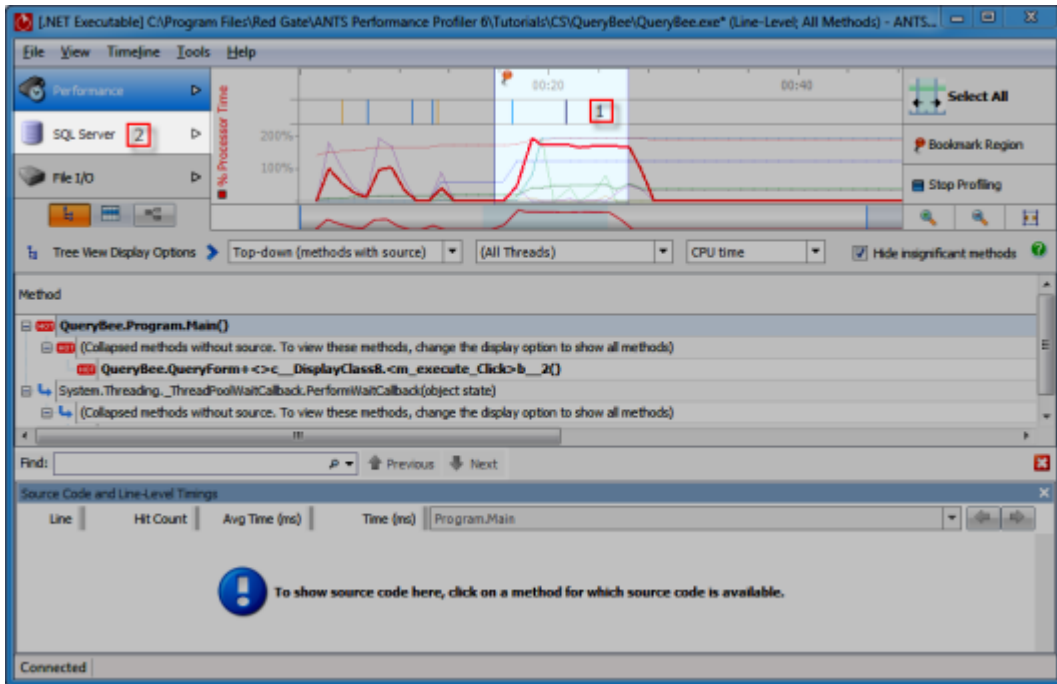 [.NET Executable] C:\Program Files\Red Gate\ANTS Performance Profiler 6\Tutorials\CS\QueryBee\QueryBee.exe* (Line-Level; All Methods) - ANTS...
File View Timeline Tools Help
Performance
SQL Server 2
File I/O
% Processor Time
200%
100%
00:20 00:40
1
Select All
Bookmark Region
Stop Profiling
Tree View Display Options Top-down (methods with source) (All Threads) CPU time Hide insignificant methods
Method
HOT QueryBee.Program.Main()
HOT (Collapsed methods without source. To view these methods, change the display option to show all methods)
HOT QueryBee.QueryForm+<>c__DisplayClass8.<m_execute_Click>b__2()
System.Threading._ThreadPoolWaitCallback.PerformWaitCallback(object state)
(Collapsed methods without source. To view these methods, change the display option to show all methods)
Find: Previous Next
Source Code and Line-Level Timings
Line Hit Count Avg Time (ms) Time (ms) Program.Main
To show source code here, click on a method for which source code is available.
Connected